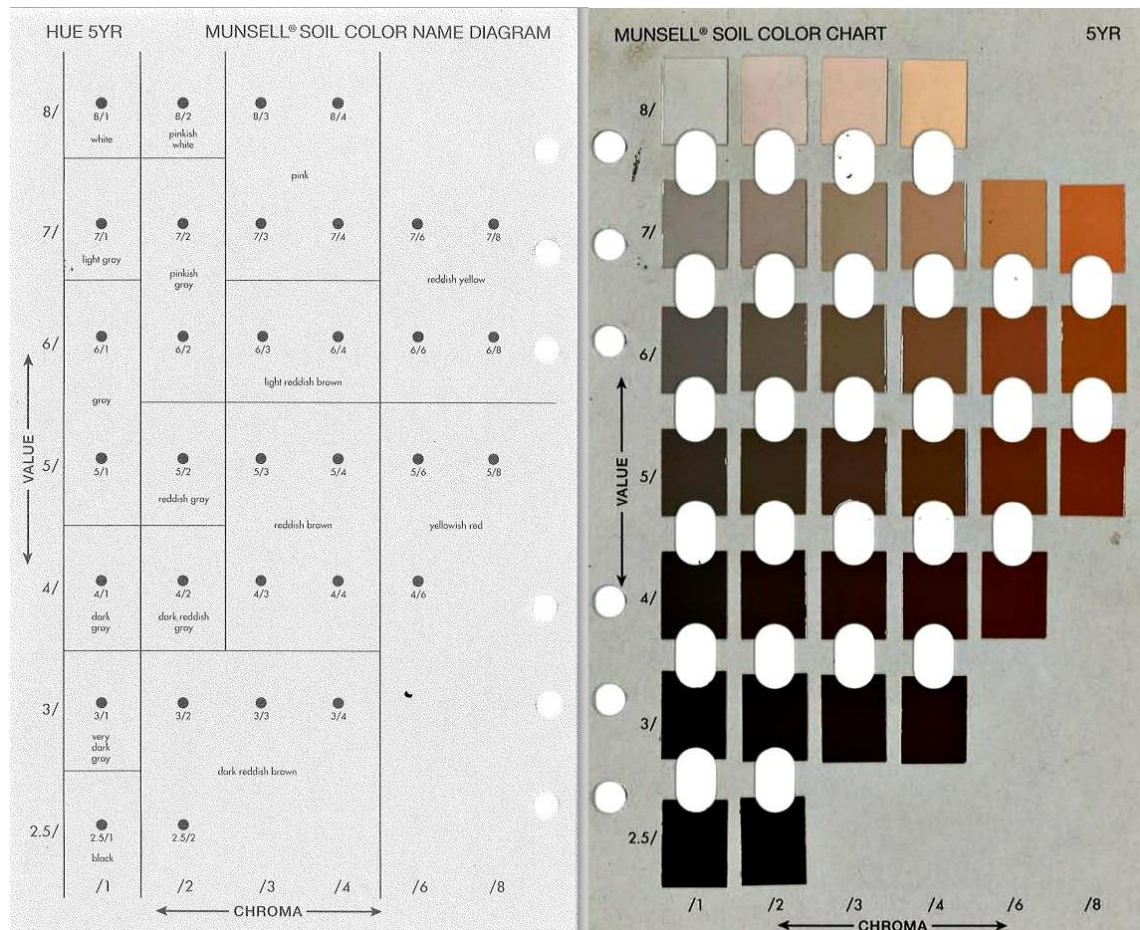 HUE 5YR MUNSELL® SOIL COLOR NAME DIAGRAM
8/
8/1 8/2 8/3 8/4
white
pinkish
white
pink
7/
7/1 7/2 7/3 7/4 7/6 7/8
light gray
pinkish
gray
reddish yellow
6/
6/1 6/2 6/3 6/4 6/6 6/8
light reddish brown
gray
VALUE
5/
5/1 5/2 5/3 5/4 5/6 5/8
reddish gray
reddish brown
yellowish red
4/
4/1 4/2 4/3 4/4 4/6
dark
gray
dark reddish
gray
3/
3/1 3/2 3/3 3/4
very
dark
gray
dark reddish brown
2.5/
2.5/1 2.5/2
black
/1 /2 /3 /4 /6 /8
CHROMA
MUNSELL® SOIL COLOR CHART 5YR
8/
7/
6/
VALUE
5/
4/
3/
2.5/
/1 /2 /3 /4 /6 /8
CHROMA